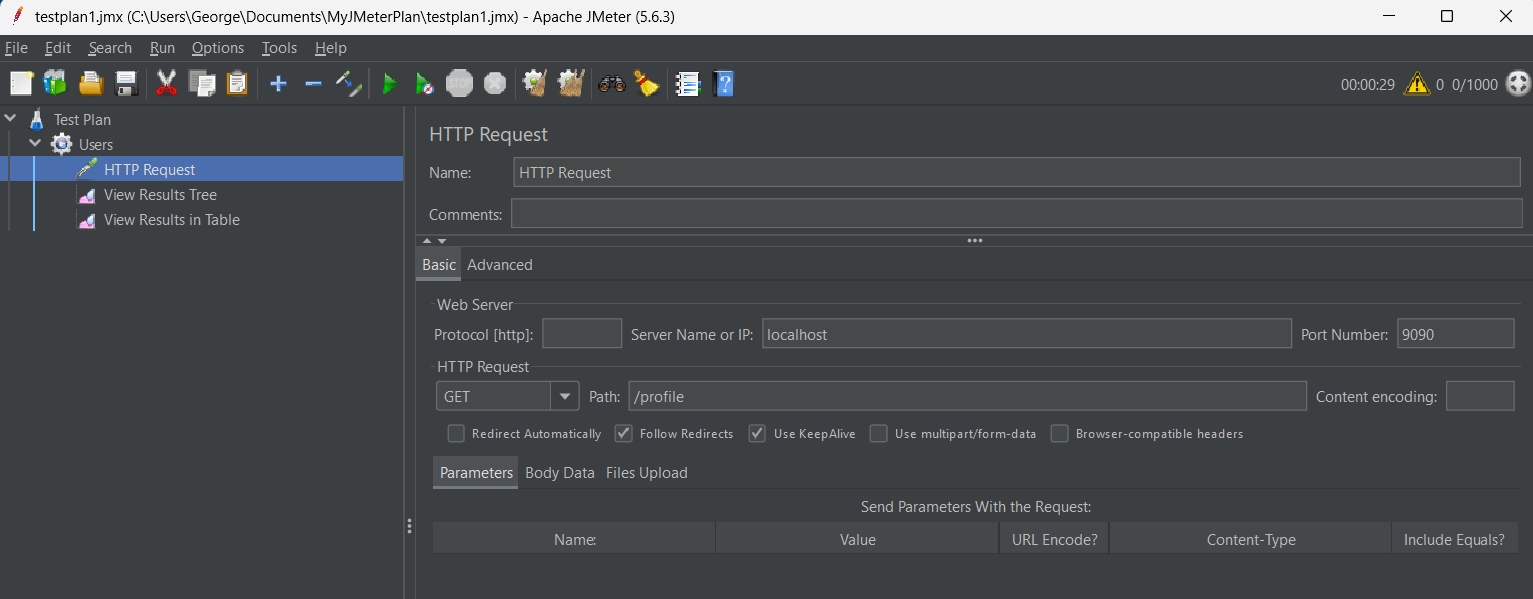 testplan1.jmx (C:\Users\George\Documents\MyJMeterPlan\testplan1.jmx) - Apache JMeter (5.6.3)
File Edit Search Run Options Tools Help
STOP ? 00:00:29 0 0/1000
Test Plan
Users
HTTP Request
View Results Tree
View Results in Table
HTTP Request
Name: HTTP Request
Comments:
Basic Advanced
Web Server
Protocol [http]: Server Name or IP: localhost Port Number: 9090
HTTP Request
GET Path: /profile Content encoding:
Redirect Automatically Follow Redirects Use KeepAlive Use multipart/form-data Browser-compatible headers
Parameters Body Data Files Upload
Send Parameters With the Request:
Name: Value URL Encode? Content-Type Include Equals?